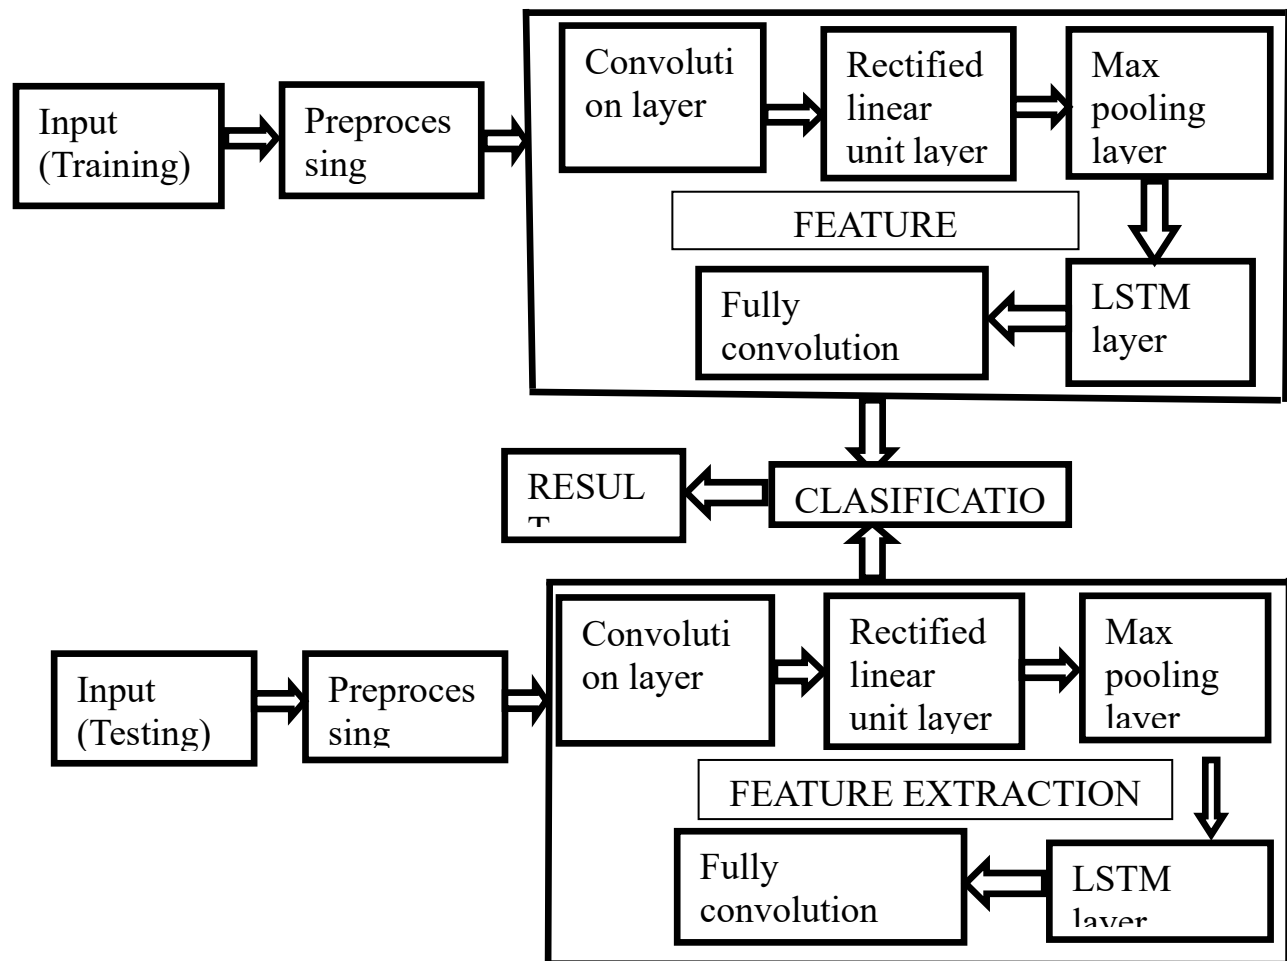 Input
(Training)
Preproces
sing
Convoluti
on layer
Rectified
linear
unit layer
Max
pooling
layer
FEATURE
Fully
convolution
LSTM
layer
RESUL
T
CLASIFICATIO
Input
(Testing)
Preproces
sing
Convoluti
on layer
Rectified
linear
unit layer
Max
pooling
layer
FEATURE EXTRACTION
Fully
convolution
LSTM
layer